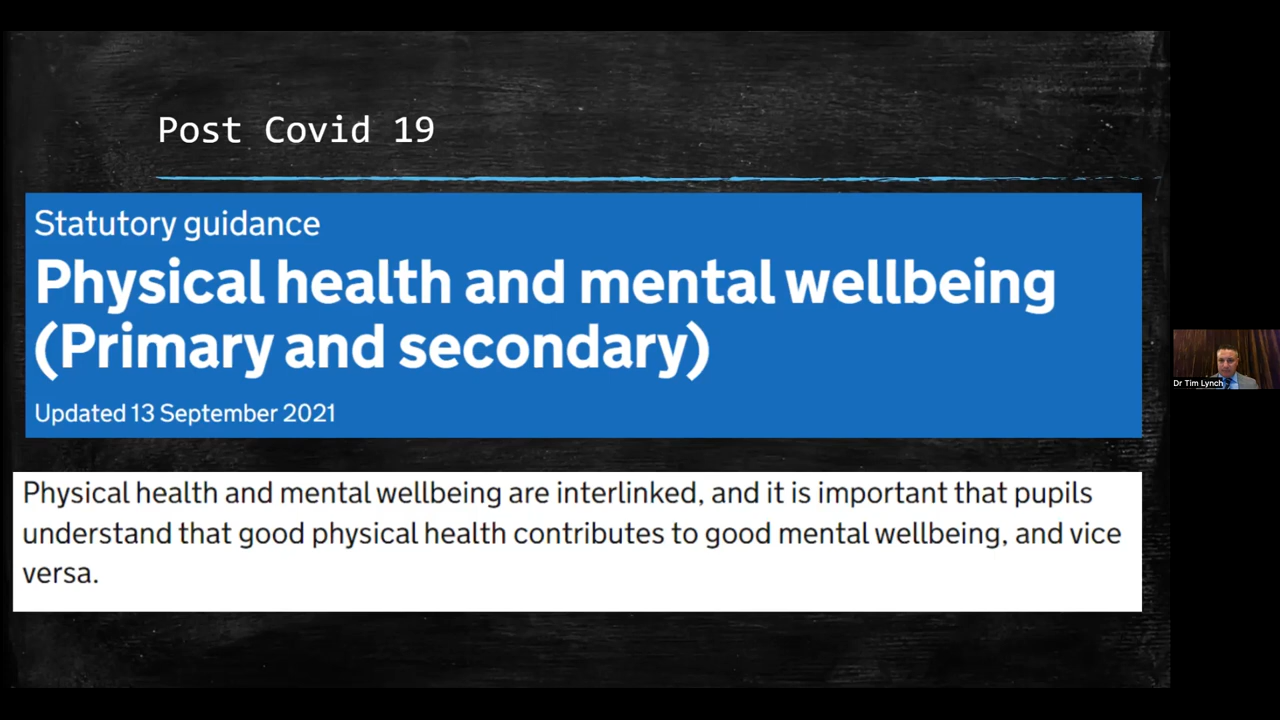 Post Covid 19
Statutory guidance
Physical health and mental wellbeing
(Primary and secondary)
Updated 13 September 2021
Physical health and mental wellbeing are interlinked, and it is important that pupils
understand that good physical health contributes to good mental wellbeing, and vice
versa.
Dr Tim Lynch